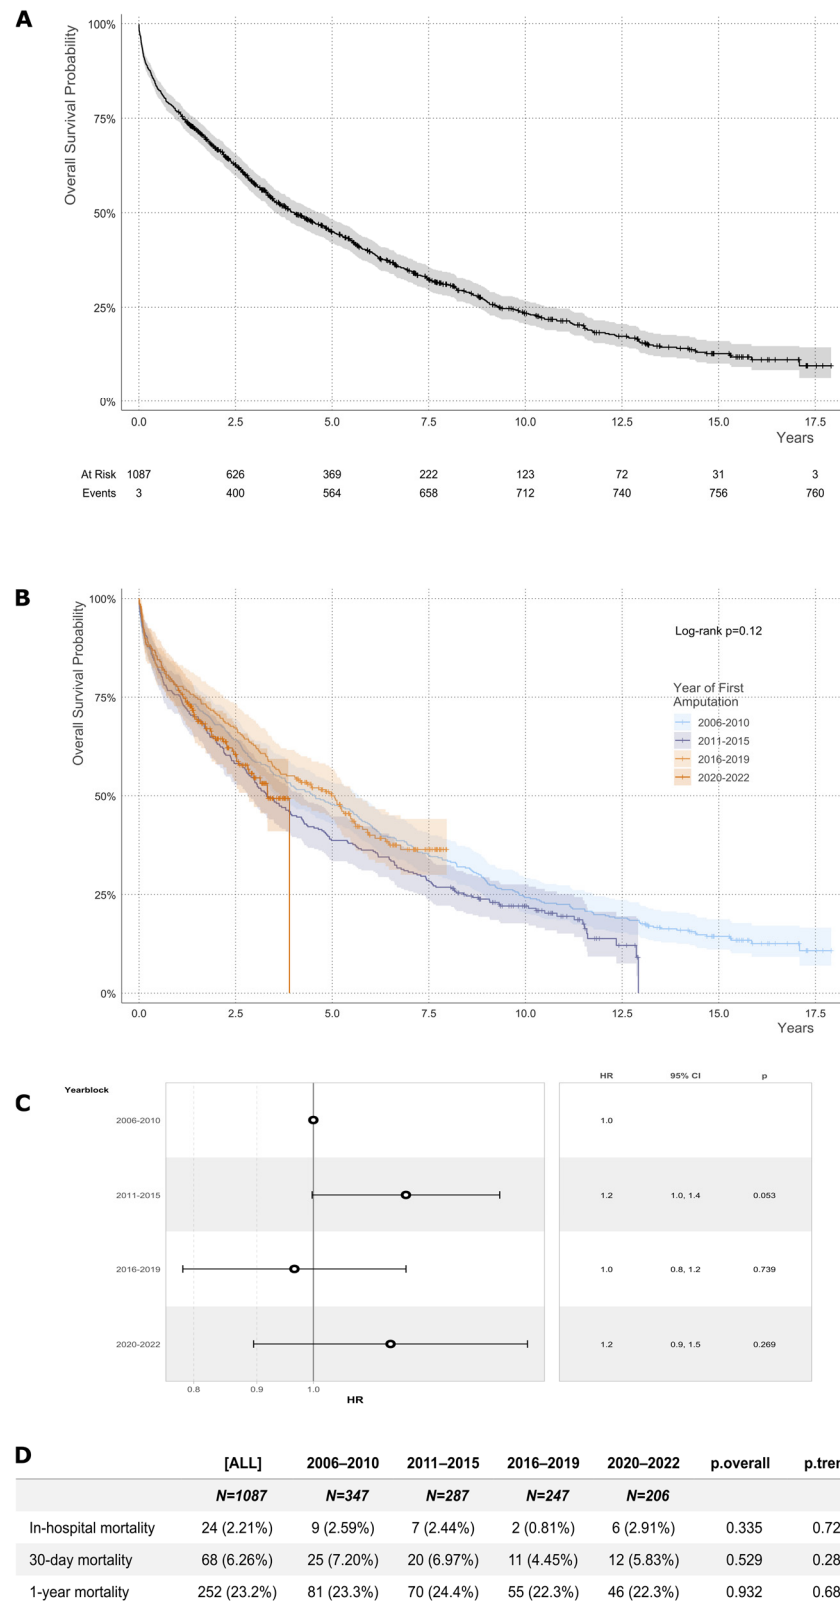 A
Overall Survival Probability
100%
75%
50%
25%
0%
0.0 2.5 5.0 7.5 10.0 12.5 15.0 17.5
Years
At Risk 1087 626 369 222 123 72 31 3
Events 3 400 564 658 712 740 756 760
B
Overall Survival Probability
100%
75%
50%
25%
0%
Log-rank p=0.12
Year of First
Amputation
2006-2010
2011-2015
2016-2019
2020-2022
0.0 2.5 5.0 7.5 10.0 12.5 15.0 17.5
Years
C
Yearblock HR 95% CI p
2006-2010 1.0
2011-2015 1.2 1.0, 1.4 0.053
2016-2019 1.0 0.8, 1.2 0.739
2020-2022 1.2 0.9, 1.5 0.269
0.8 0.9 1.0
HR
D
[ALL] 2006–2010 2011–2015 2016–2019 2020–2022 p.overall p.tren
N=1087 N=347 N=287 N=247 N=206
In-hospital mortality 24 (2.21%) 9 (2.59%) 7 (2.44%) 2 (0.81%) 6 (2.91%) 0.335 0.72
30-day mortality 68 (6.26%) 25 (7.20%) 20 (6.97%) 11 (4.45%) 12 (5.83%) 0.529 0.28
1-year mortality 252 (23.2%) 81 (23.3%) 70 (24.4%) 55 (22.3%) 46 (22.3%) 0.932 0.68